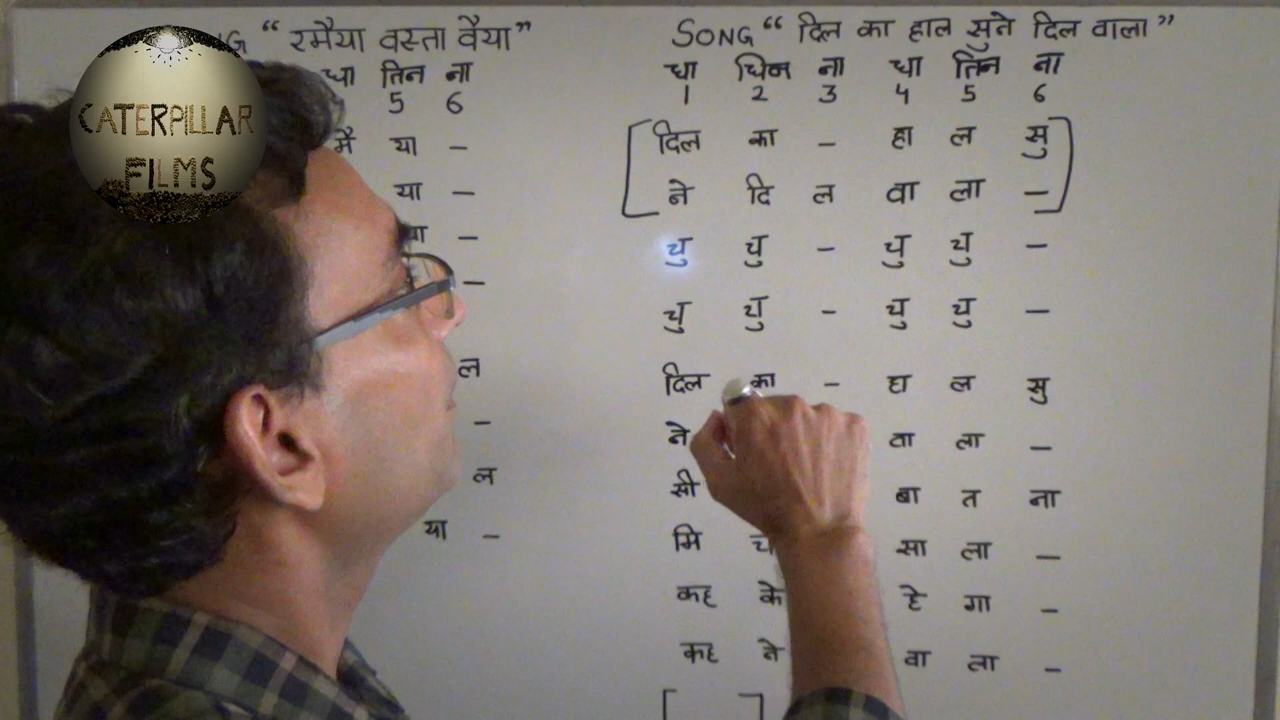 CATERPILLAR
FILMS
“रमैया वस्ता वैया”
धा तिन ना
5 6
मै या –
या –
–
–
ल
–
ल
या –
SONG “दिल का हाल सुने दिल वाला”
धा धिन ना धा तिन ना
1 2 3 4 5 6
[दिल का – हा ल सु
ने दि ल वा ला –]
चु चु – चु चु –
चु चु – चु चु –
दिल का – हा ल सु
ने वा ला –
सी बा त ना
मि सा ला –
कह के हे गा –
कह ने वा ला –
[ ]